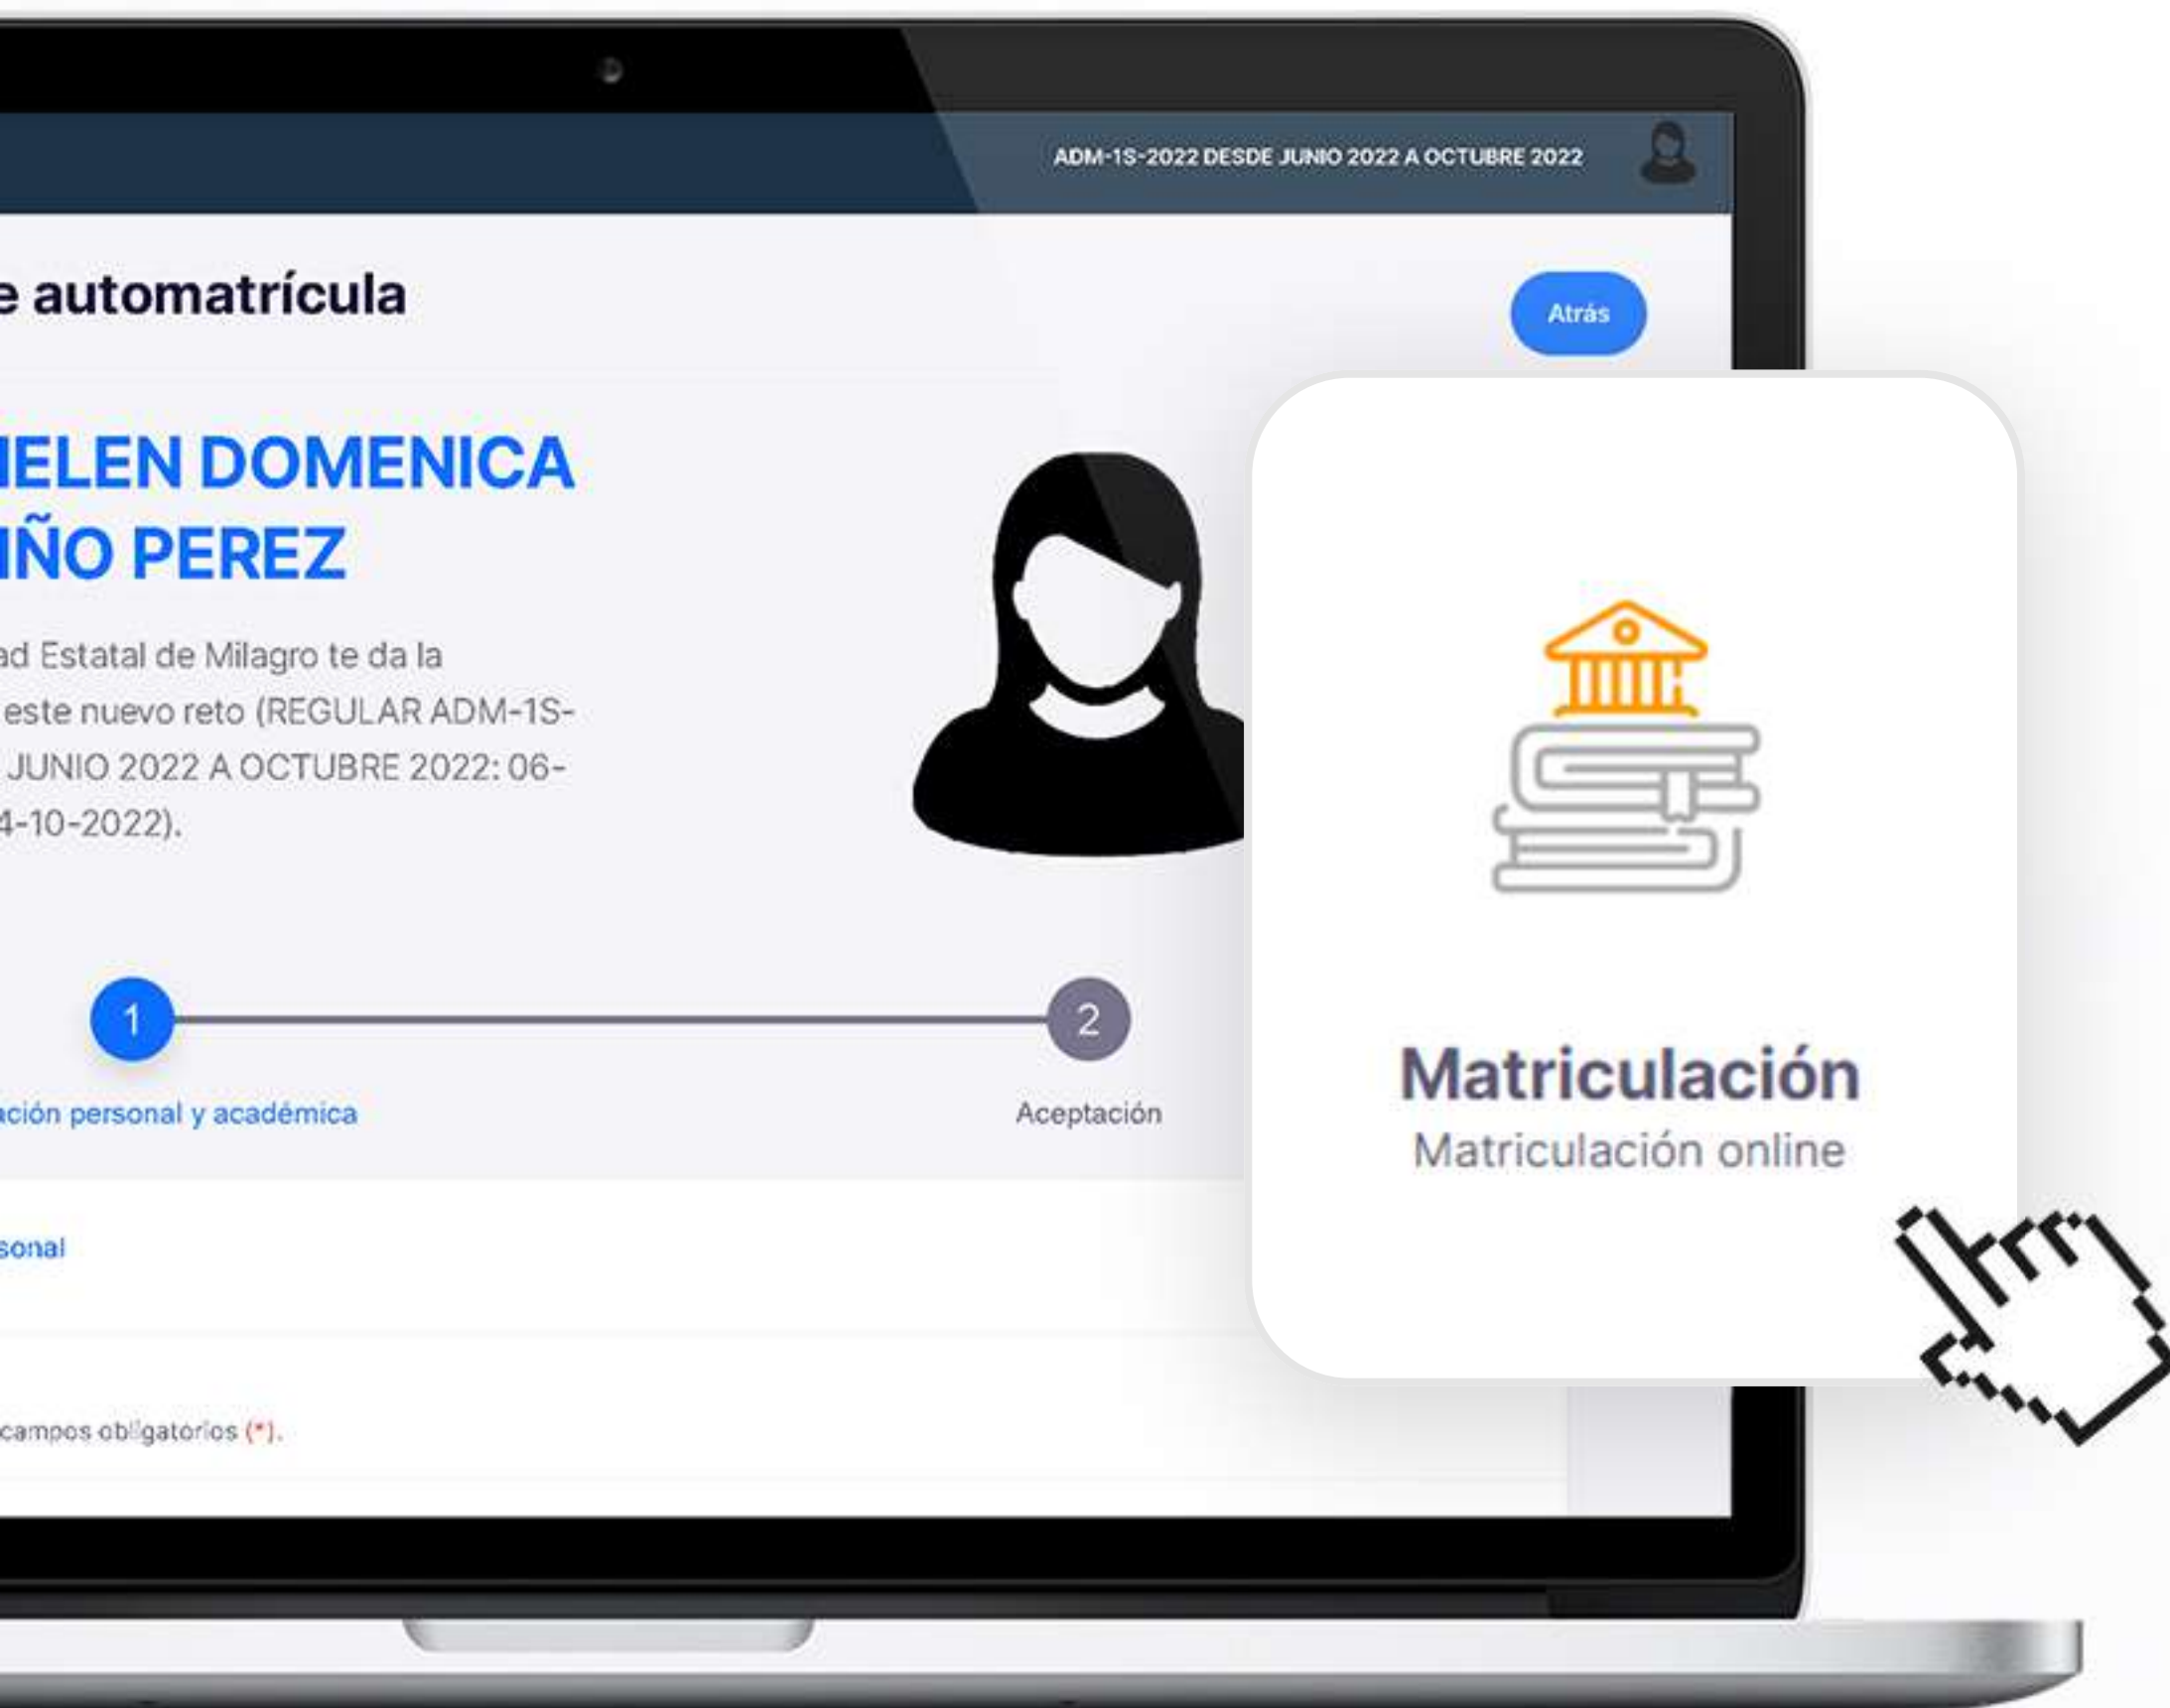 ADM-1S-2022 DESDE JUNIO 2022 A OCTUBRE 2022
e automatrícula
Atrás
IELEN DOMENICA
IÑO PEREZ
ad Estatal de Milagro te da la
este nuevo reto (REGULAR ADM-1S-
JUNIO 2022 A OCTUBRE 2022: 06-
4-10-2022).
1
2
ación personal y académica
Aceptación
Matriculación
Matriculación online
sonal
campos obligatorios (*).